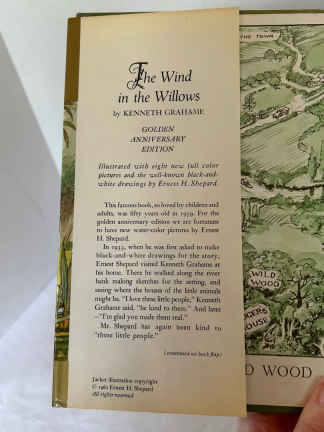 The Wind
in the Willows
by KENNETH GRAHAME
GOLDEN
ANNIVERSARY
EDITION
Illustrated with eight new full color
pictures and the well-known black-and-
white drawings by Ernest H. Shepard.
This famous book, so loved by children and
adults, was fifty years old in 1959. For the
golden anniversary edition we are fortunate
to have new water-color pictures by Ernest
H. Shepard.
In 1933, when he was first asked to make
black-and-white drawings for the story,
Ernest Shepard visited Kenneth Grahame at
his home. There he walked along the river
bank making sketches for the setting, and
seeing where the houses of the little animals
might be. "I love these little people," Kenneth
Grahame said, "be kind to them." And later
—"I'm glad you made them real."
Mr. Shepard has again been kind to
"these little people."
(continued on back flap)
Jacket illustration copyright
© 1960 Ernest H. Shepard
All rights reserved
THE TOWN
WILD
WOOD
HOUSE
D WOOD